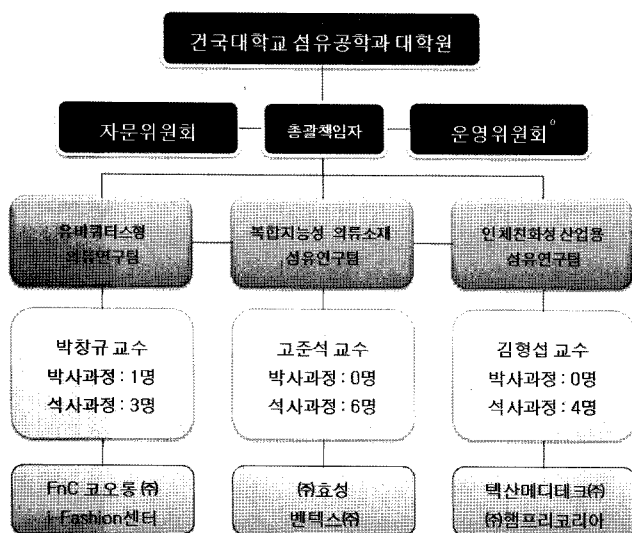 건국대학교 섬유공학과 대학원
자문위원회
총괄책임자
운영위원회
유비쿼터스형
의류연구팀
복합지능성 의류소재
섬유연구팀
인체친화성 산업용
섬유연구팀
박창규 교수
박사과정 : 1명
석사과정 : 3명
고준석 교수
박사과정 : 0명
석사과정 : 6명
김형섭 교수
박사과정 : 0명
석사과정 : 4명
FnC 코오롱㈜
i-Fashion센터
㈜효성
벤텍스㈜
텍산메디테크㈜
㈜햄프리코리아